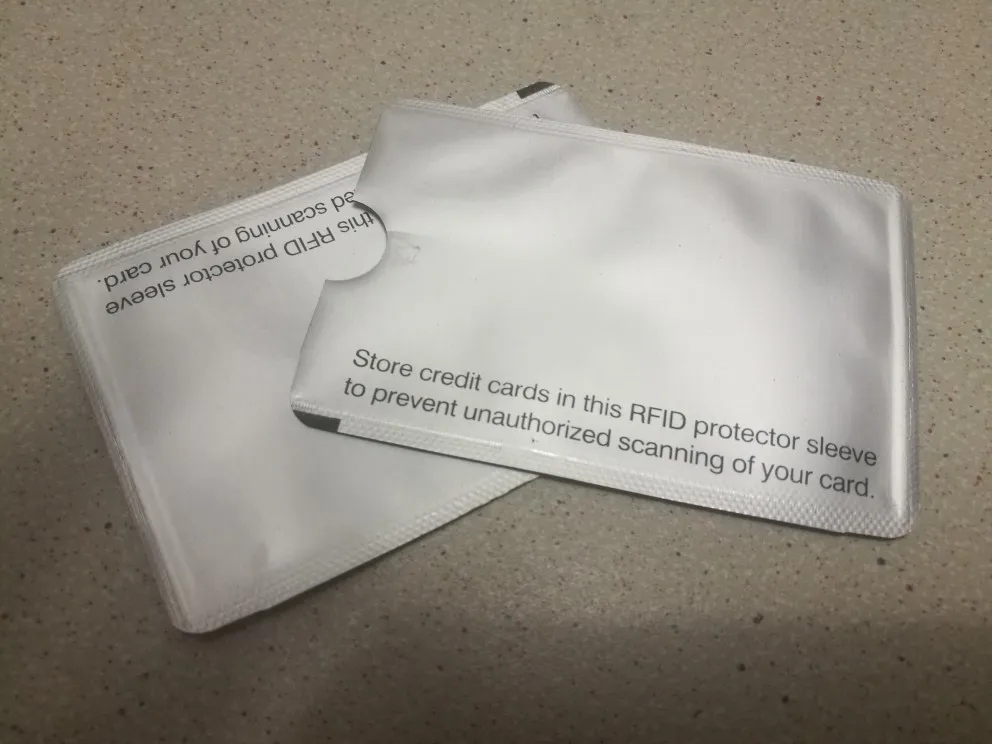 Store credit cards in this RFID protector sleeve
to prevent unauthorized scanning of your card.
this RFID protector sleeve
scanning of your card.